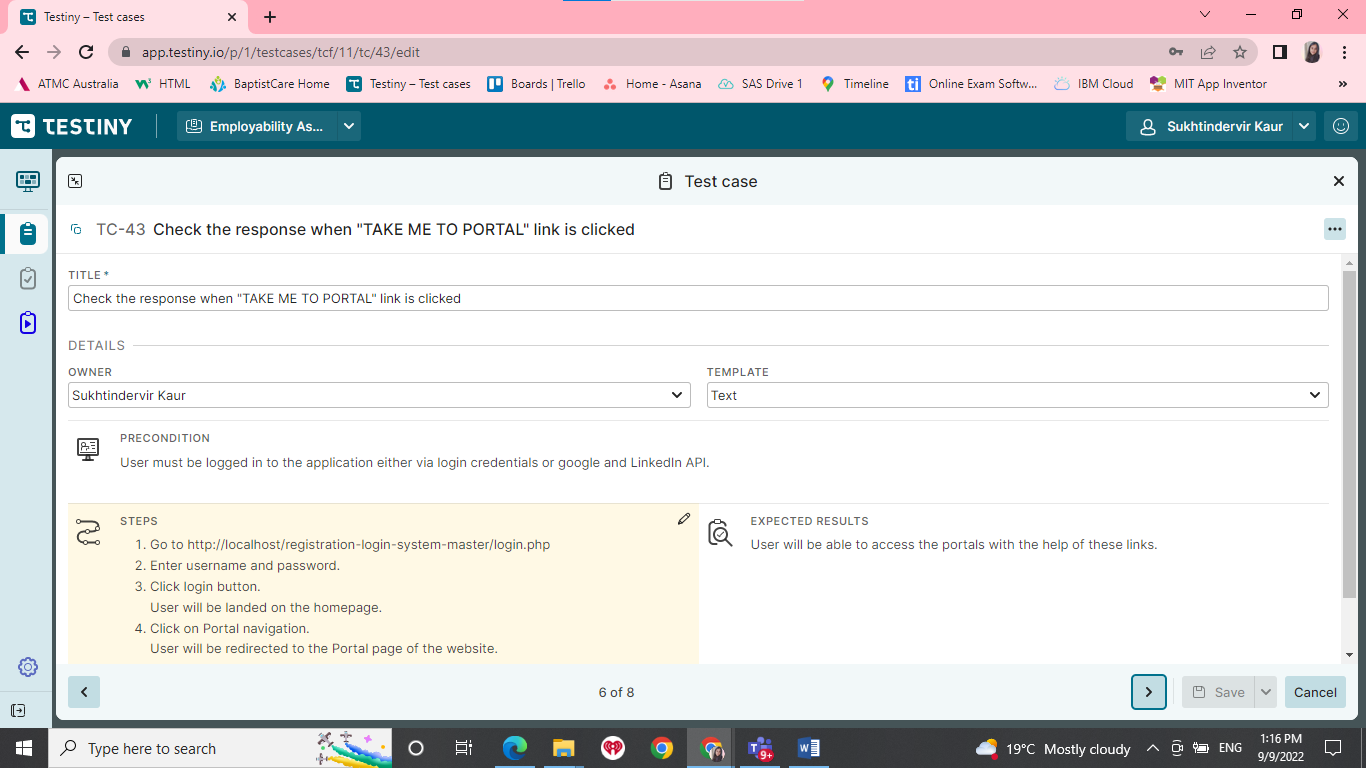 Testiny – Test cases
app.testiny.io/p/1/testcases/tcf/11/tc/43/edit
ATMC Australia
HTML
BaptistCare Home
Testiny – Test cases
Boards | Trello
Home - Asana
SAS Drive 1
Timeline
Online Exam Softw...
IBM Cloud
MIT App Inventor
»
TESTINY
Employability As...
Sukhtindervir Kaur
Test case
TC-43 Check the response when "TAKE ME TO PORTAL" link is clicked
TITLE *
Check the response when "TAKE ME TO PORTAL" link is clicked
DETAILS
OWNER
Sukhtindervir Kaur
TEMPLATE
Text
PRECONDITION
User must be logged in to the application either via login credentials or google and LinkedIn API.
STEPS
1. Go to http://localhost/registration-login-system-master/login.php
2. Enter username and password.
3. Click login button.
User will be landed on the homepage.
4. Click on Portal navigation.
User will be redirected to the Portal page of the website.
EXPECTED RESULTS
User will be able to access the portals with the help of these links.
6 of 8
Save
Cancel
Type here to search
9+
19°C Mostly cloudy
ENG
1:16 PM
9/9/2022